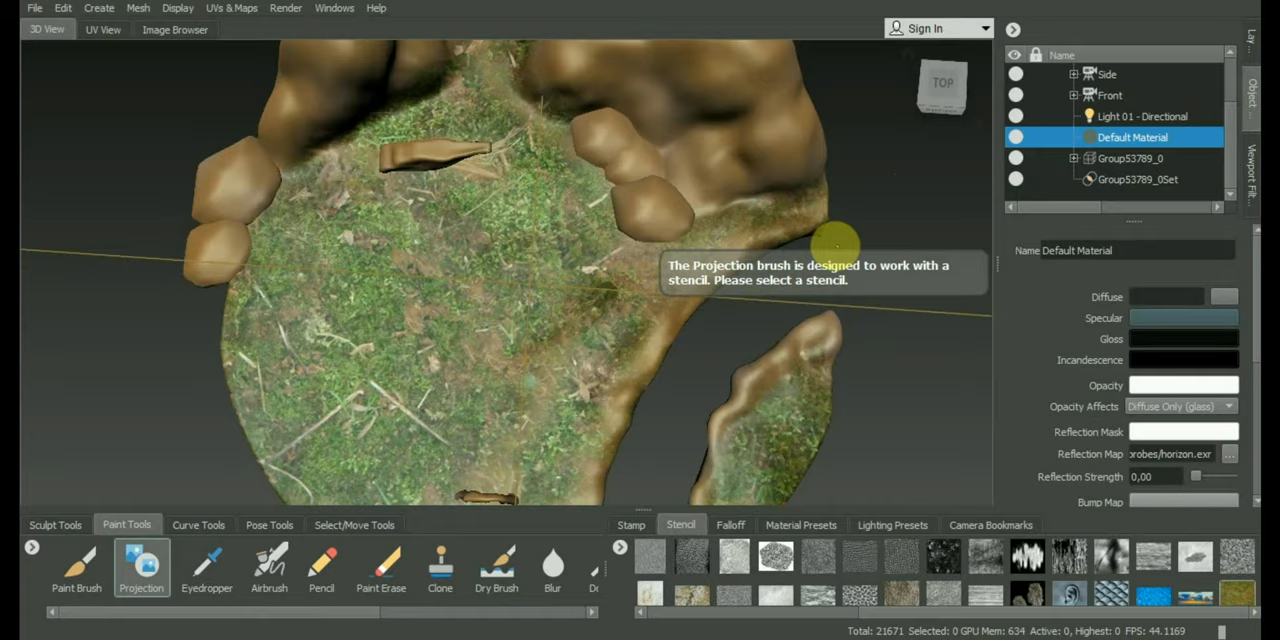 File Edit Create Mesh Display UVs & Maps Render Windows Help
3D View UV View Image Browser
Sign In
TOP
Name
Side
Front
Light 01 - Directional
Default Material
Group53789_0
Group53789_0Set
Lay ...
Object ...
Viewport Filt...
The Projection brush is designed to work with a
stencil. Please select a stencil.
Name Default Material
Diffuse
Specular
Gloss
Incandescence
Opacity
Opacity Affects Diffuse Only (glass)
Reflection Mask
Reflection Map probes/horizon.exr ...
Reflection Strength 0,00
Bump Map
Sculpt Tools Paint Tools Curve Tools Pose Tools Select/Move Tools
Paint Brush Projection Eyedropper Airbrush Pencil Paint Erase Clone Dry Brush Blur
Stamp Stencil Falloff Material Presets Lighting Presets Camera Bookmarks
Total: 21671 Selected: 0 GPU Mem: 634 Active: 0, Highest: 0 FPS: 44.1169